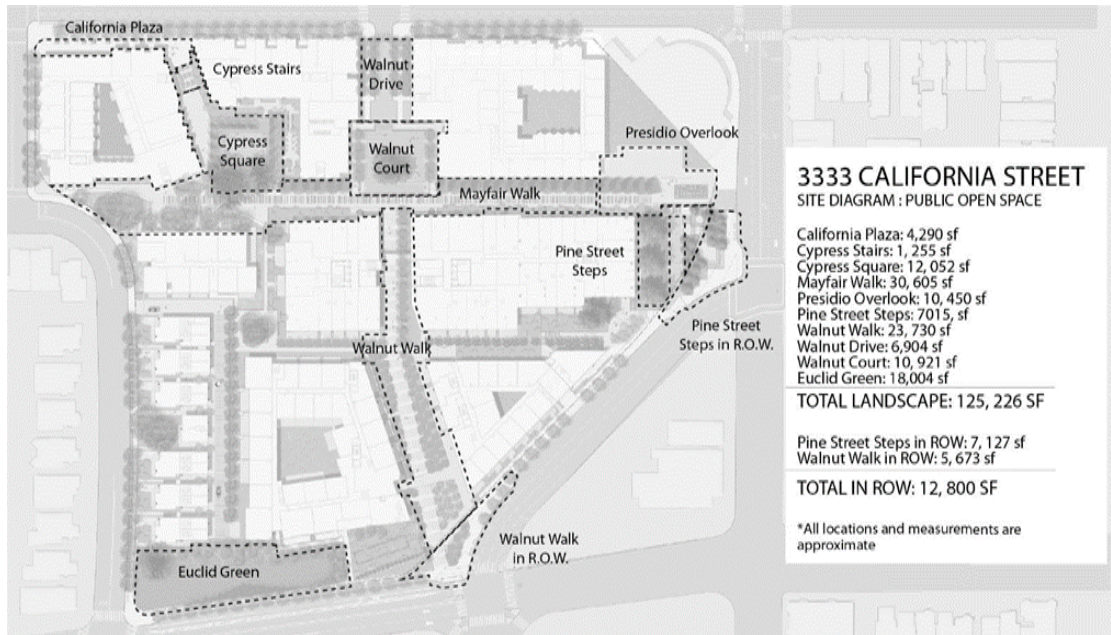 California Plaza
Cypress Stairs
Walnut
Drive
Cypress
Square
Walnut
Court
Presidio Overlook
Mayfair Walk
Pine Street
Steps
Pine Street
Steps in R.O.W.
Walnut Walk
Walnut Walk
in R.O.W.
Euclid Green
3333 CALIFORNIA STREET
SITE DIAGRAM : PUBLIC OPEN SPACE
California Plaza: 4,290 sf
Cypress Stairs: 1, 255 sf
Cypress Square: 12, 052 sf
Mayfair Walk: 30, 605 sf
Presidio Overlook: 10, 450 sf
Pine Street Steps: 7015, sf
Walnut Walk: 23, 730 sf
Walnut Drive: 6,904 sf
Walnut Court: 10, 921 sf
Euclid Green: 18,004 sf
TOTAL LANDSCAPE: 125, 226 SF
Pine Street Steps in ROW: 7, 127 sf
Walnut Walk in ROW: 5, 673 sf
TOTAL IN ROW: 12, 800 SF
*All locations and measurements are
approximate